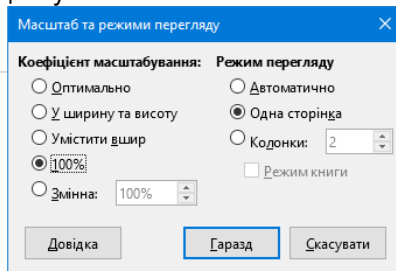 Масштаб та режими перегляду
Коефіцієнт масштабування: Режим перегляду
Оптимально Автоматично
У ширину та висоту Одна сторінка
Умістити вшир Колонки: 2
100% Режим книги
Змінна: 100%
Довідка Гаразд Скасувати